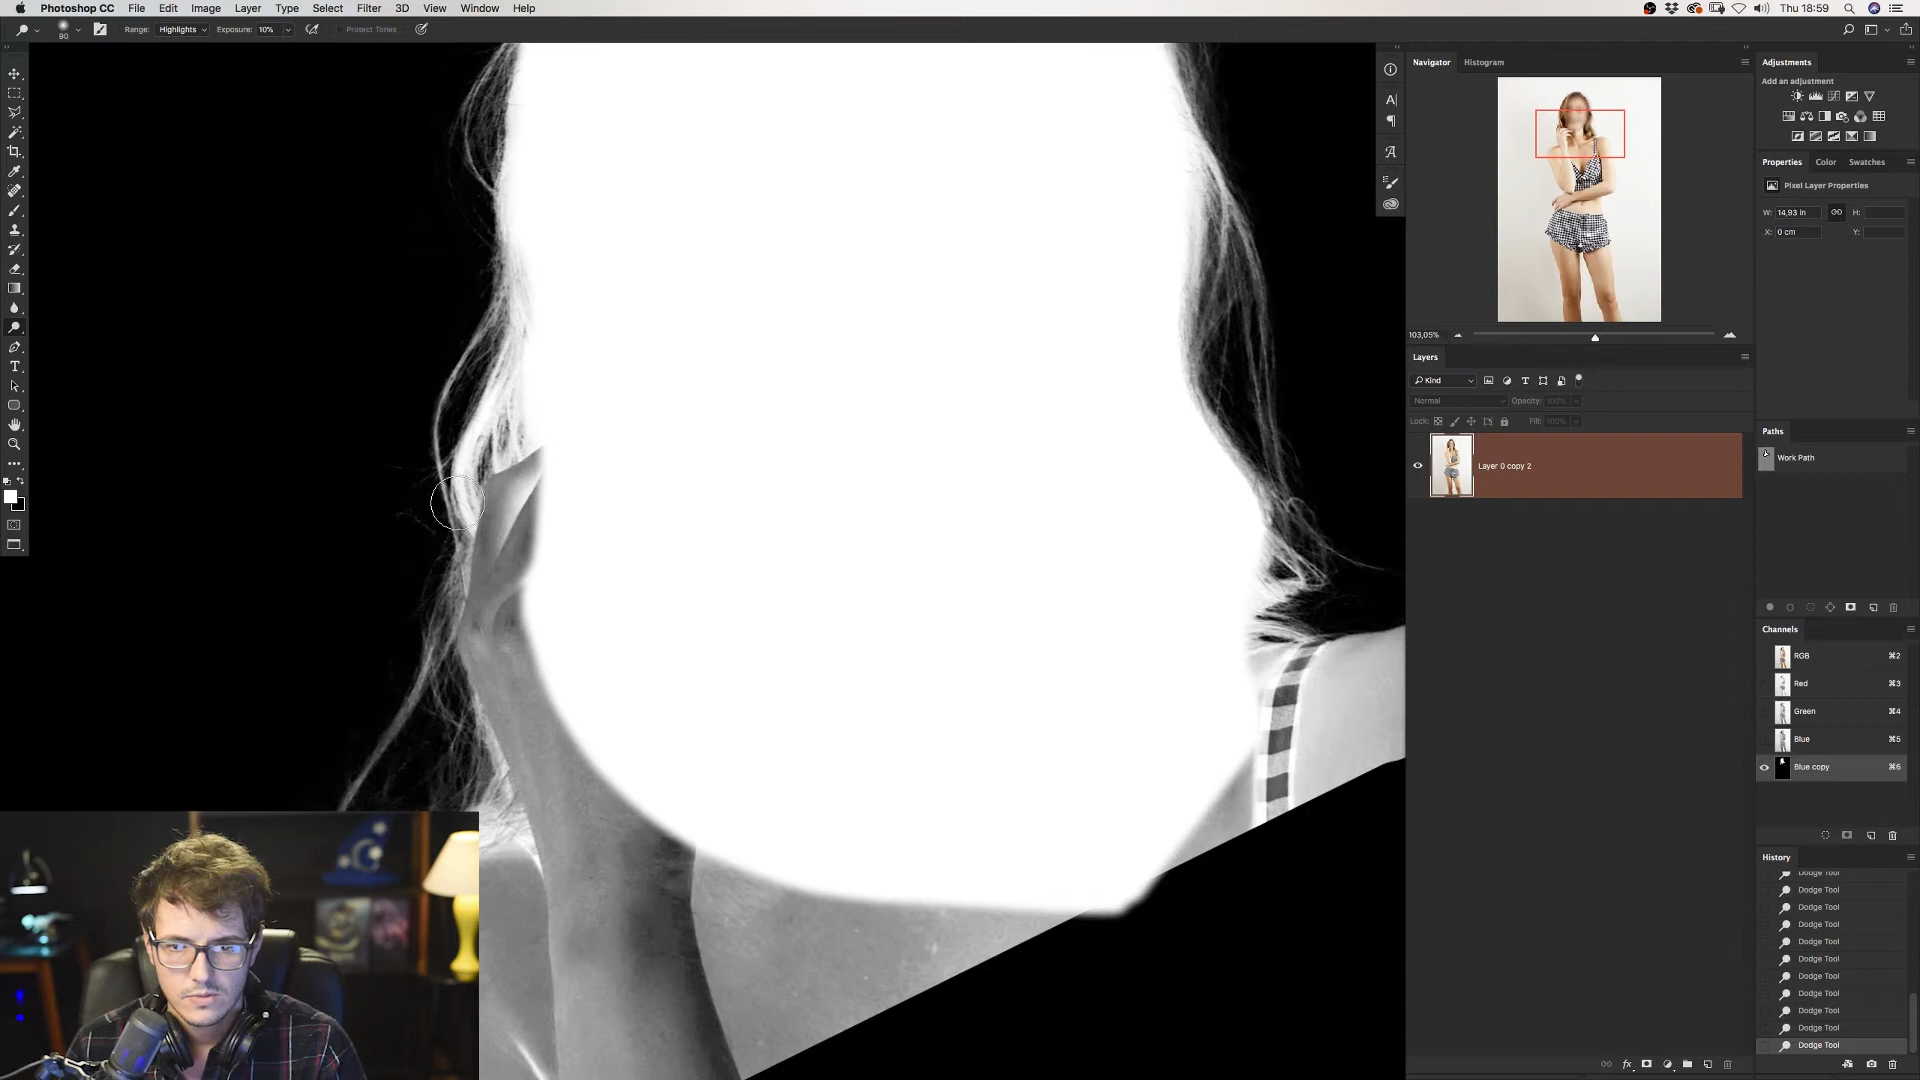 Photoshop CC File Edit Image Layer Type Select Filter 3D View Window Help Thu 18:59
90 Range: Highlights Exposure: 10% Protect Tones
Navigator Histogram
103,05%
Layers
Kind
Normal Opacity: 100%
Lock: Fill: 100%
Layer 0 copy 2
Adjustments
Add an adjustment
Properties Color Swatches
Pixel Layer Properties
W: 14,93 in H:
X: 0 cm Y:
Paths
Work Path
Channels
RGB ⌘2
Red ⌘3
Green ⌘4
Blue ⌘5
Blue copy ⌘6
History
Dodge Tool
Dodge Tool
Dodge Tool
Dodge Tool
Dodge Tool
Dodge Tool
Dodge Tool
Dodge Tool
Dodge Tool
Dodge Tool
Dodge Tool